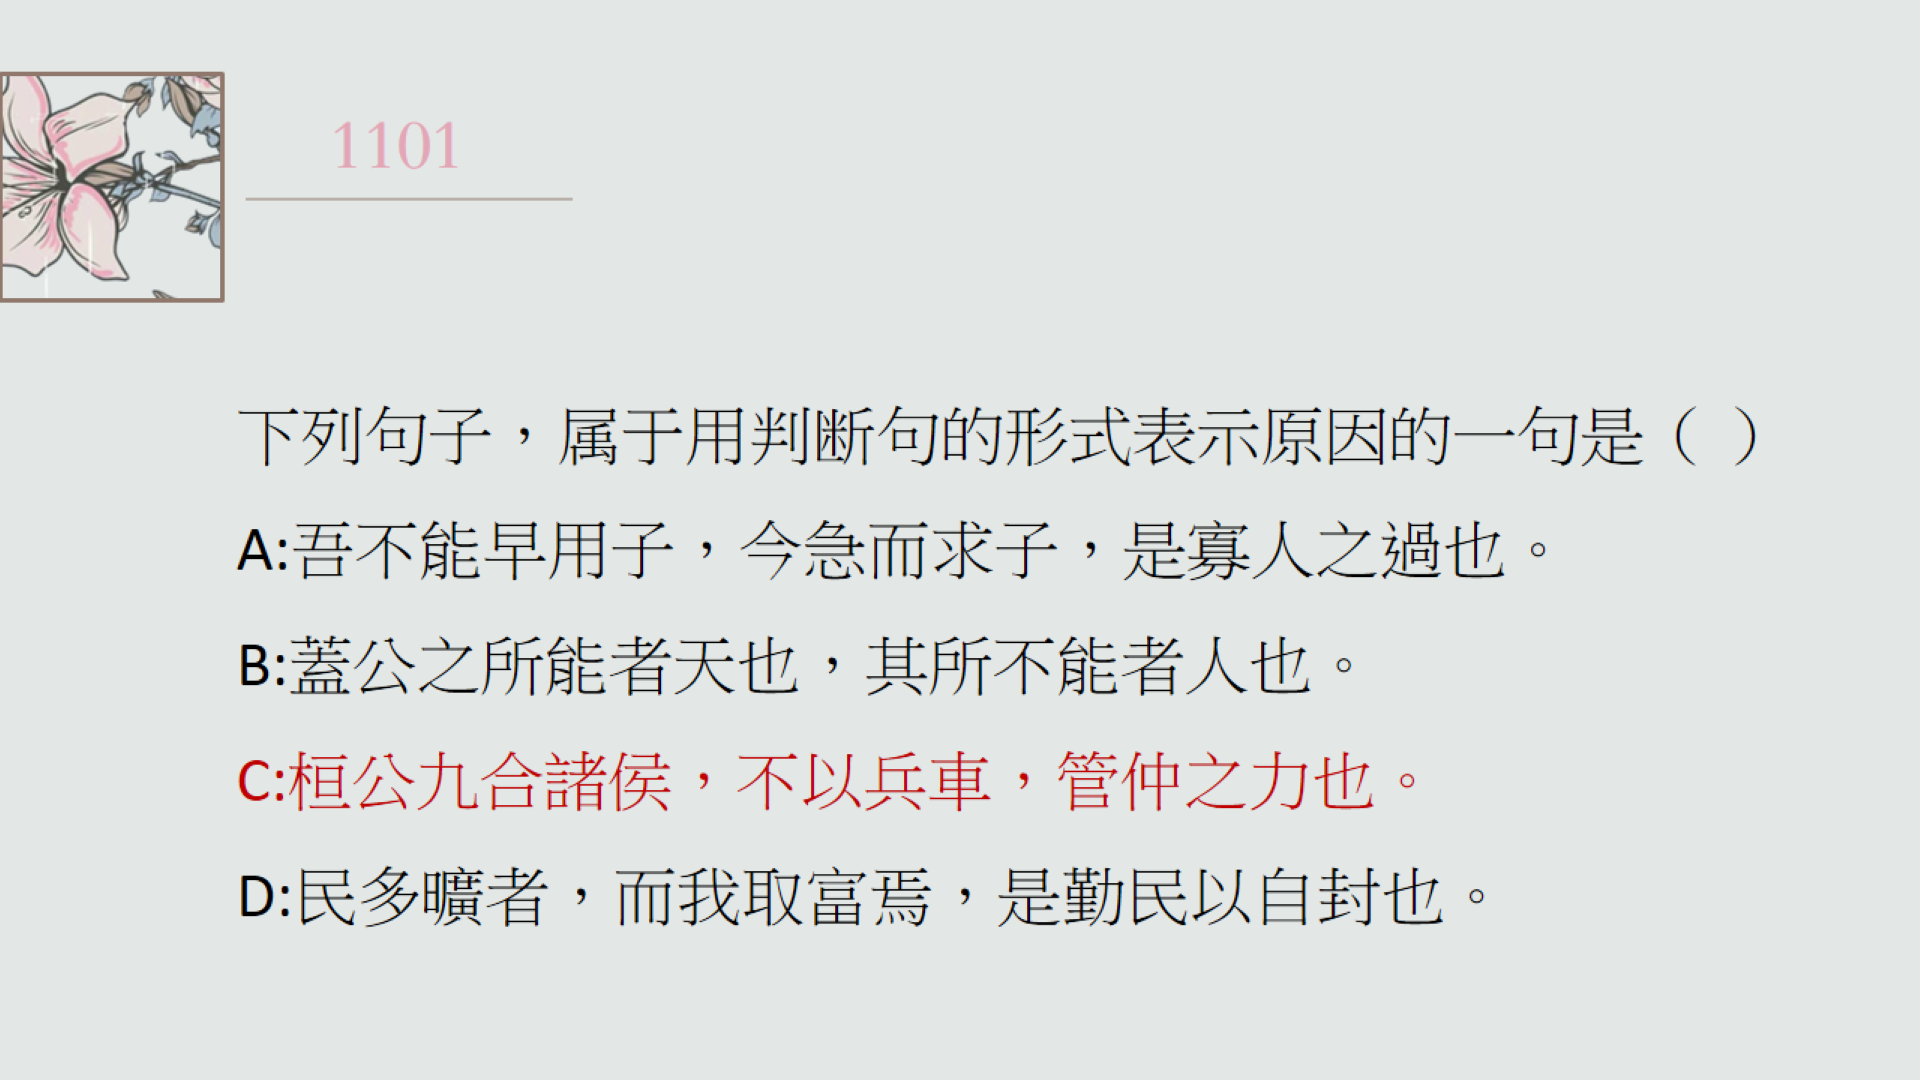 1101
下列句子，属于用判断句的形式表示原因的一句是（ ）
A:吾不能早用子，今急而求子，是寡人之過也。
B:蓋公之所能者天也，其所不能者人也。
C:桓公九合諸侯，不以兵車，管仲之力也。
D:民多曠者，而我取富焉，是勤民以自封也。